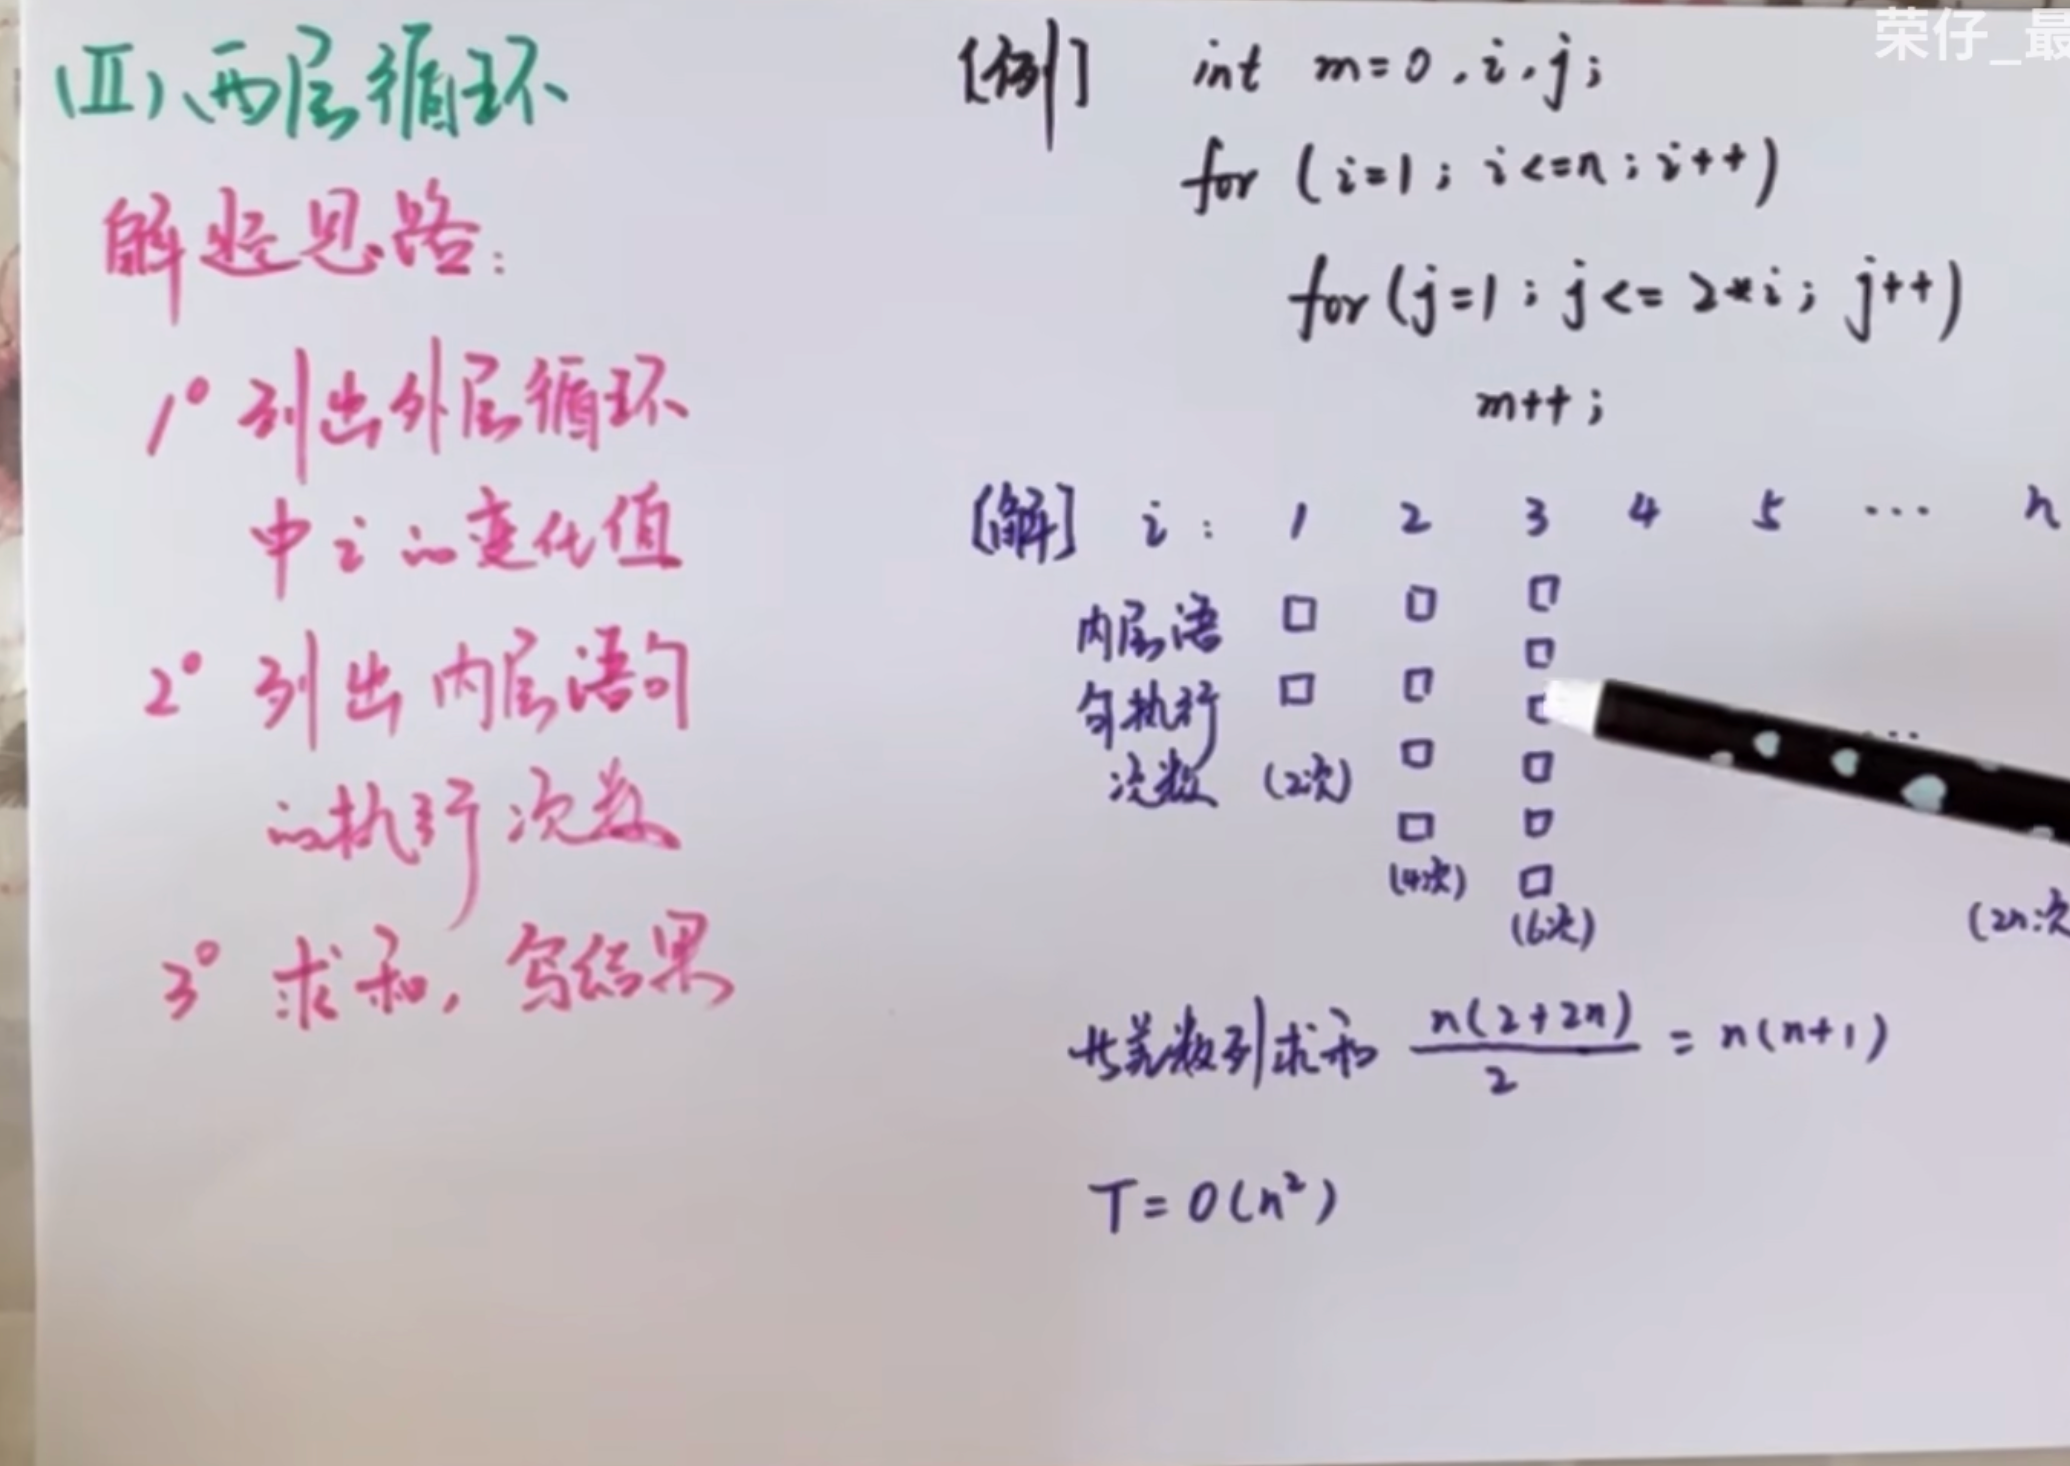 荣仔_最
(Ⅱ)、两层循环
解题思路:
1° 列出外层循环
中i的变化值
2° 列出内层语句
的执行次数
3° 求和, 写结果
[例] int m=0,i,j;
for (i=1; i<=n; i++)
for (j=1; j<=2*i; j++)
m++;
[解] i: 1 2 3 4 5 ... n
内层语
句执行 ...
次数 (2次)
(4次)
(6次) (2n次
等差数列求和 n(2+2n)/2 = n(n+1)
T=O(n²)